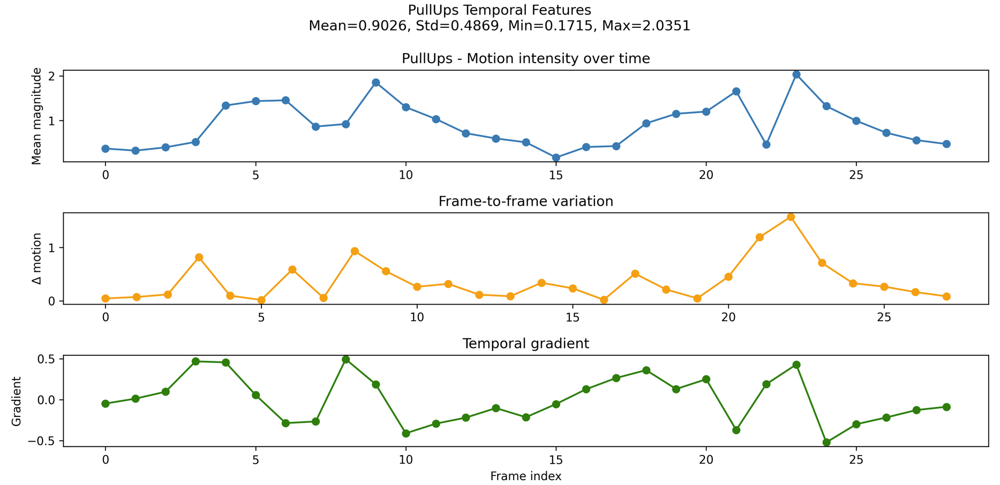 PullUps Temporal Features
Mean=0.9026, Std=0.4869, Min=0.1715, Max=2.0351
PullUps - Motion intensity over time
Mean magnitude
2
1
0 5 10 15 20 25
Frame-to-frame variation
Δ motion
1
0
0 5 10 15 20 25
Temporal gradient
Gradient
0.5
0.0
−0.5
0 5 10 15 20 25
Frame index